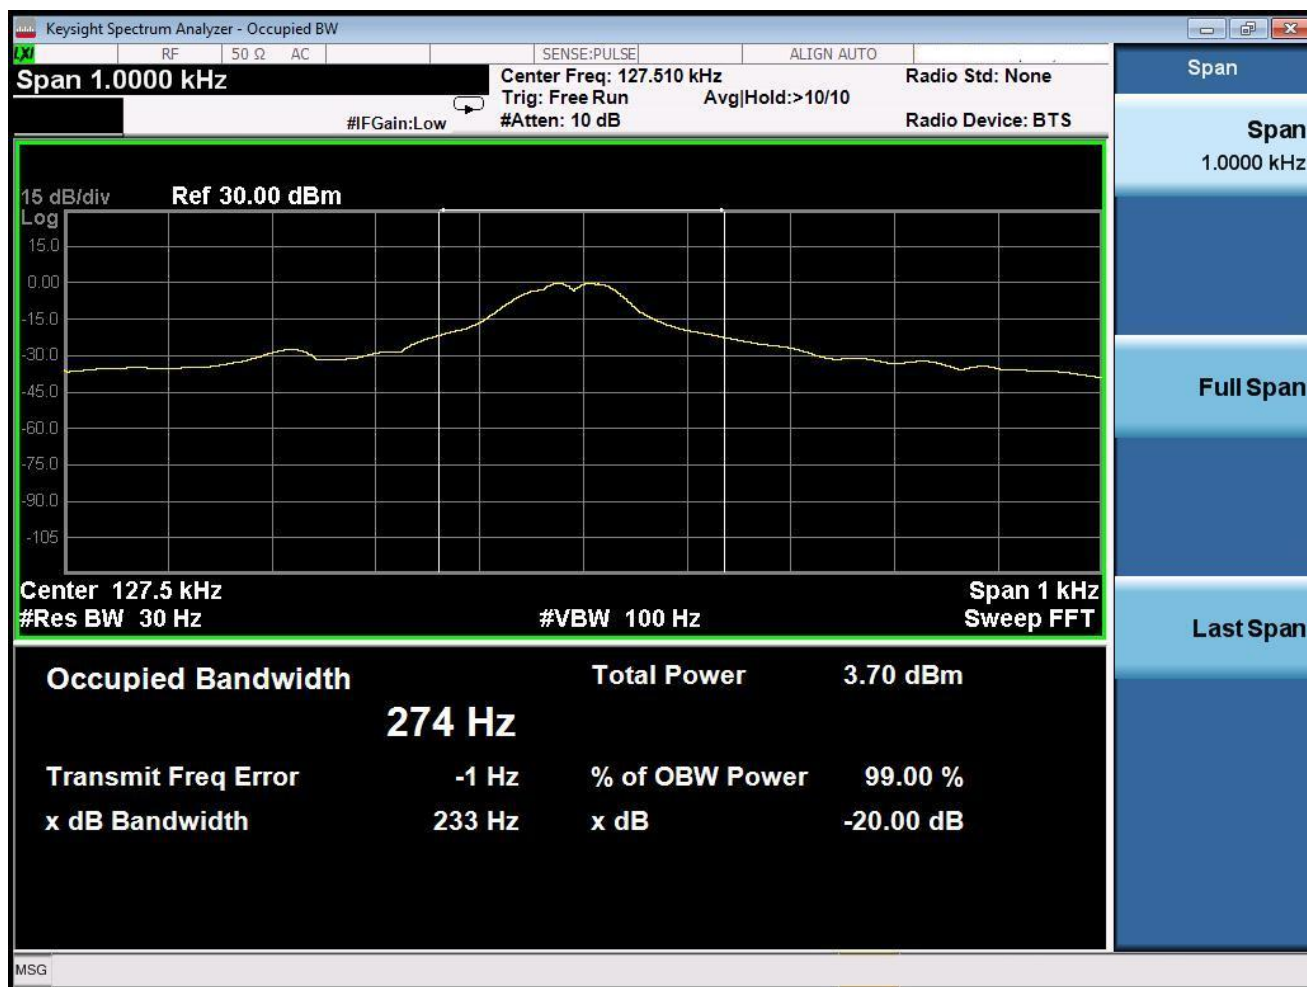 Keysight Spectrum Analyzer - Occupied BW
LXI RF 50 Ω AC SENSE:PULSE ALIGN AUTO
Span 1.0000 kHz
Center Freq: 127.510 kHz Radio Std: None
Trig: Free Run Avg|Hold:>10/10
#IFGain:Low #Atten: 10 dB Radio Device: BTS
15 dB/div Ref 30.00 dBm
Log
15.0
0.00
-15.0
-30.0
-45.0
-60.0
-75.0
-90.0
-105
Center 127.5 kHz Span 1 kHz
#Res BW 30 Hz #VBW 100 Hz Sweep FFT
Occupied Bandwidth Total Power 3.70 dBm
274 Hz
Transmit Freq Error -1 Hz % of OBW Power 99.00 %
x dB Bandwidth 233 Hz x dB -20.00 dB
MSG
Span
Span
1.0000 kHz
Full Span
Last Span